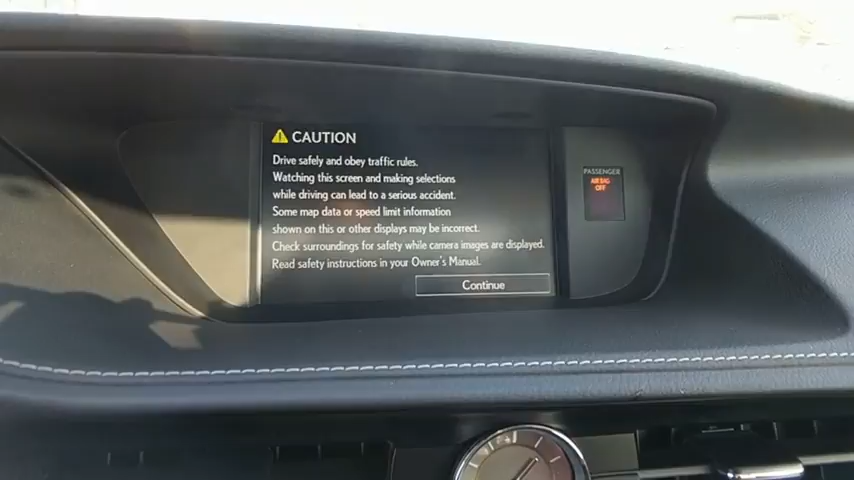 CAUTION
Drive safely and obey traffic rules.
Watching this screen and making selections
while driving can lead to a serious accident.
Some map data or speed limit information
shown on this or other displays may be incorrect.
Check surroundings for safety while camera images are displayed.
Read safety instructions in your Owner's Manual.
Continue
PASSENGER
AIR BAG
OFF